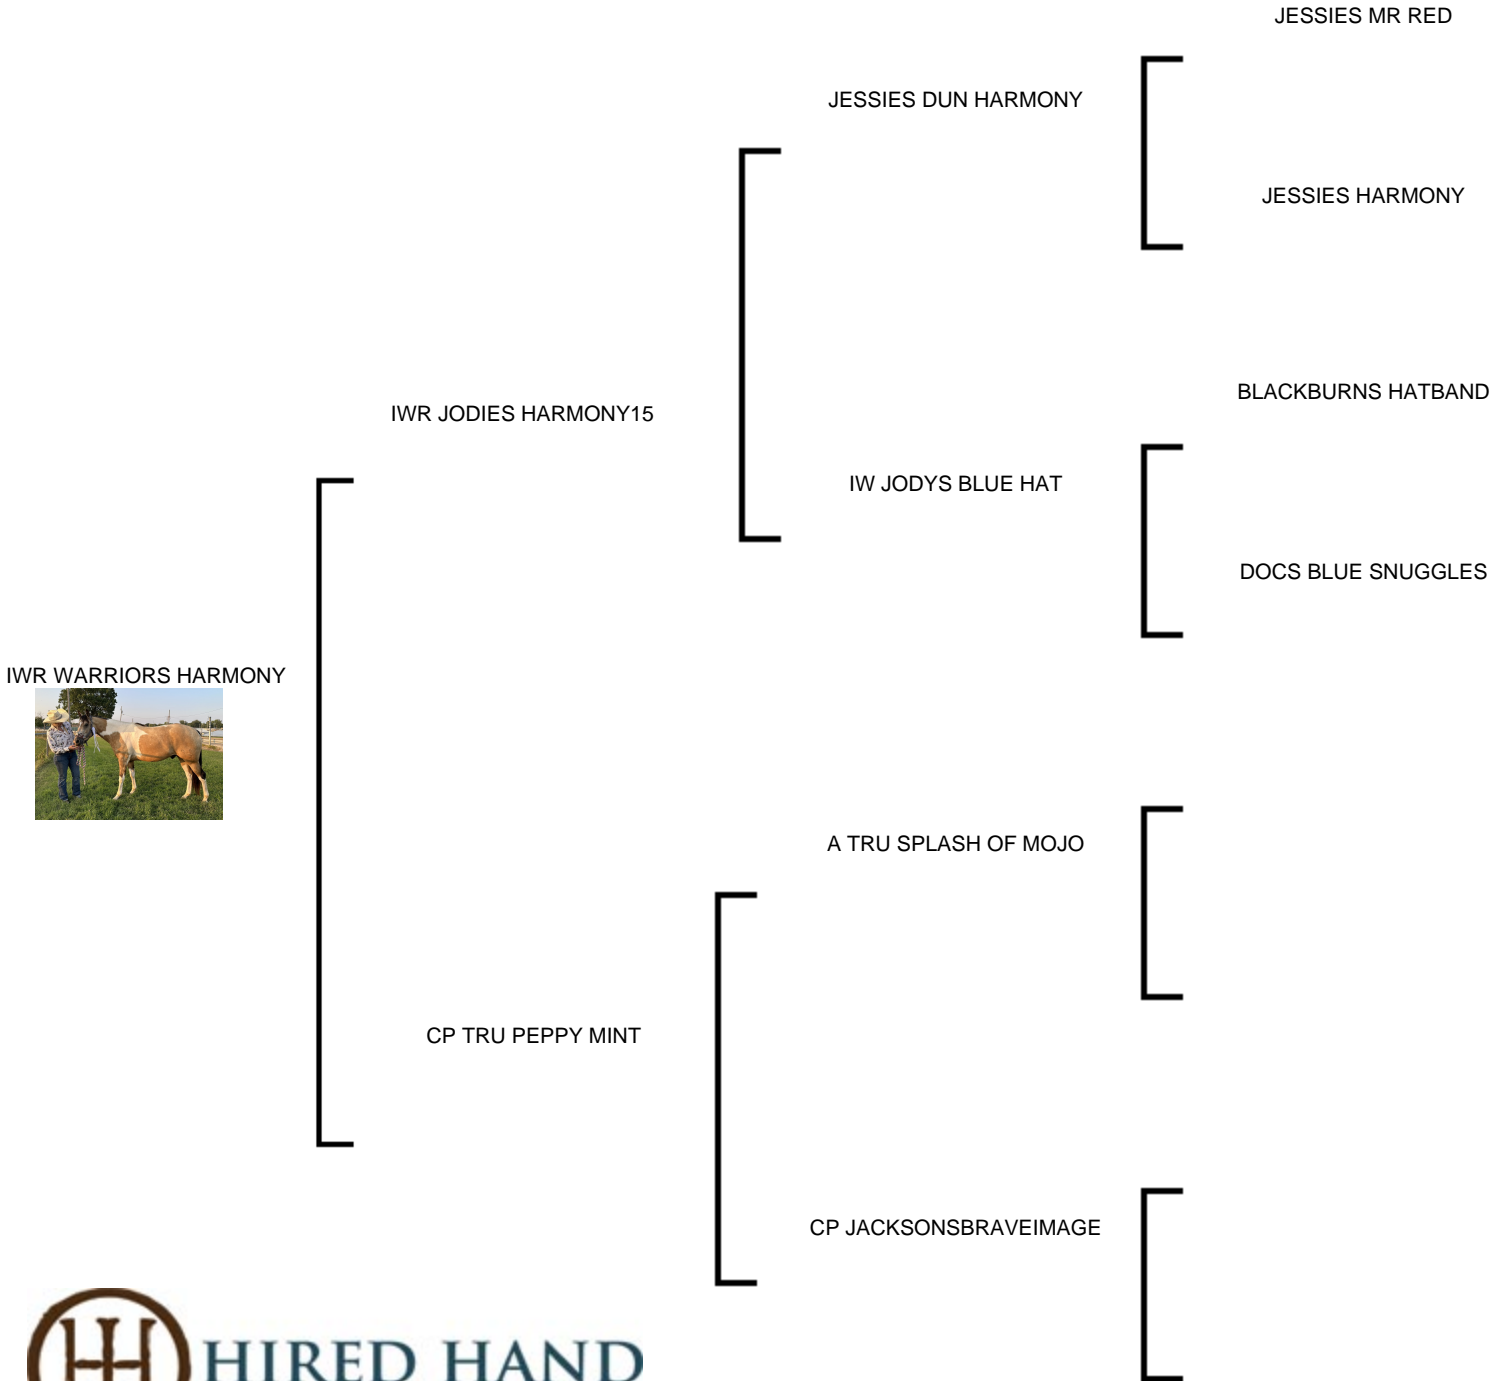 JESSIES MR RED
JESSIES DUN HARMONY
JESSIES HARMONY
BLACKBURNS HATBAND
IWR JODIES HARMONY15
IW JODYS BLUE HAT
DOCS BLUE SNUGGLES
IWR WARRIORS HARMONY
A TRU SPLASH OF MOJO
CP TRU PEPPY MINT
CP JACKSONSBRAVEIMAGE
HIRED HAND